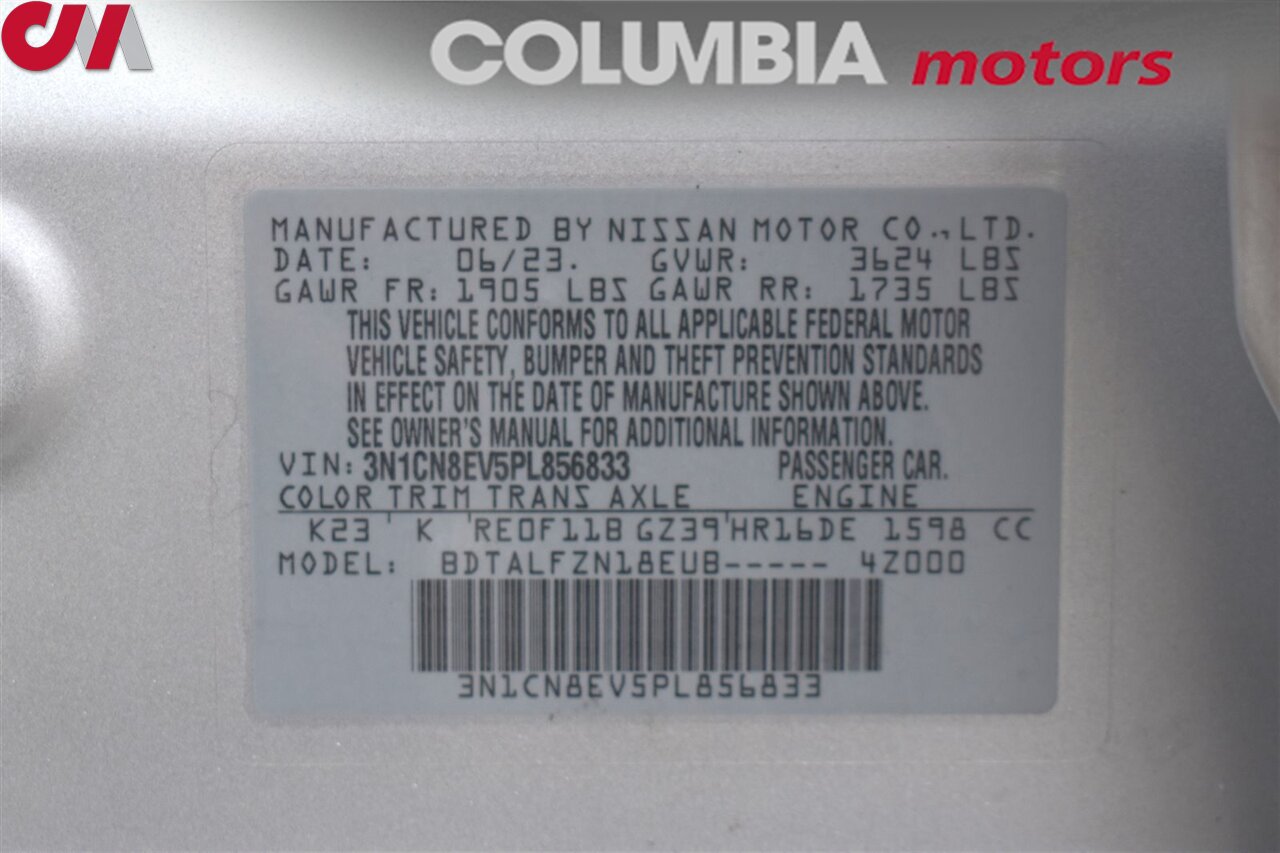 CM
COLUMBIA motors
MANUFACTURED BY NISSAN MOTOR CO., LTD.
DATE: 06/23. GVWR: 3624 LBS
GAWR FR: 1905 LBS GAWR RR: 1735 LBS
THIS VEHICLE CONFORMS TO ALL APPLICABLE FEDERAL MOTOR
VEHICLE SAFETY, BUMPER AND THEFT PREVENTION STANDARDS
IN EFFECT ON THE DATE OF MANUFACTURE SHOWN ABOVE.
SEE OWNER'S MANUAL FOR ADDITIONAL INFORMATION.
VIN: 3N1CN8EV5PL856833 PASSENGER CAR.
COLOR TRIM TRANS AXLE ENGINE
K23 ' K RE0F11B GZ39 ' HR16DE 1598 CC
MODEL: BDTALFZN18EUB----- 4Z000
3N1CN8EV5PL856833